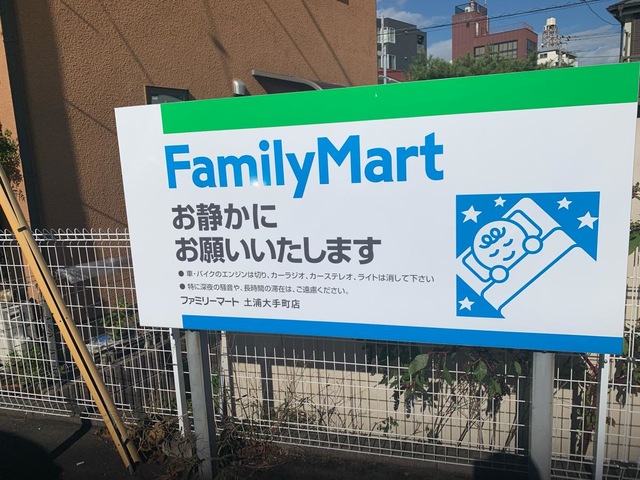 FamilyMart
お静かに
お願いいたします
●車・バイクのエンジンは切り、カーラジオ、カーステレオ、ライトは消して下さい
●特に深夜の騒音や、長時間の滞在は、ご遠慮ください。
ファミリーマート 土浦大手町店